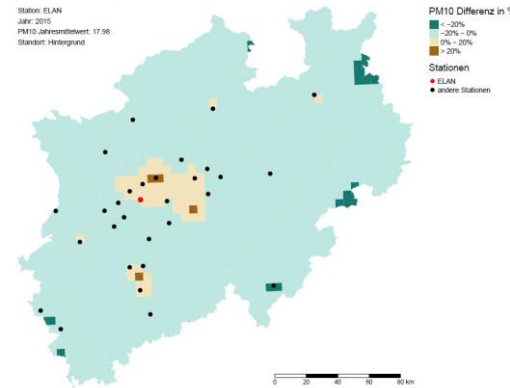 Station: ELAN
Jahr: 2015
PM10 Jahresmittelwert: 17.98
Standort: Hintergrund
PM10 Differenz in %
< −20%
−20% − 0%
0% − 20%
> 20%
Stationen
ELAN
andere Stationen
0 20 40 60 80 km